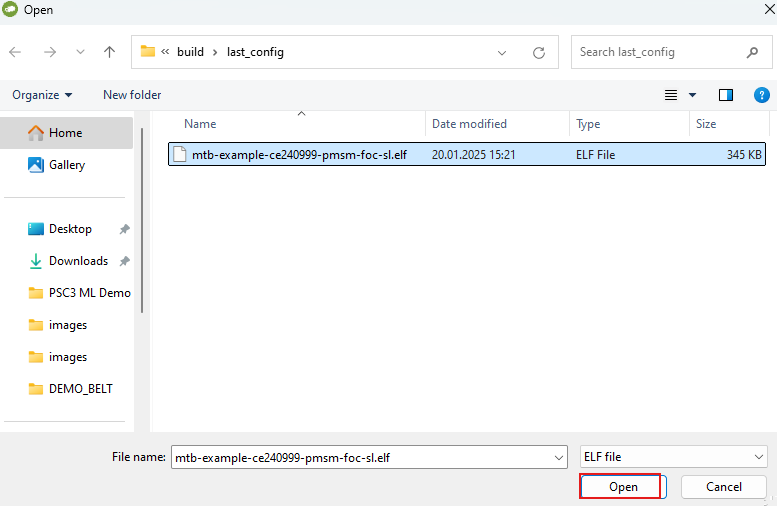 Open
« build > last_config
Search last_config
Organize
New folder
Name
Date modified
Type
Size
mtb-example-ce240999-pmsm-foc-sl.elf 20.01.2025 15:21 ELF File 345 KB
Home
Gallery
Desktop
Downloads
PSC3 ML Demo
images
images
DEMO_BELT
File name: mtb-example-ce240999-pmsm-foc-sl.elf
ELF file
Open
Cancel